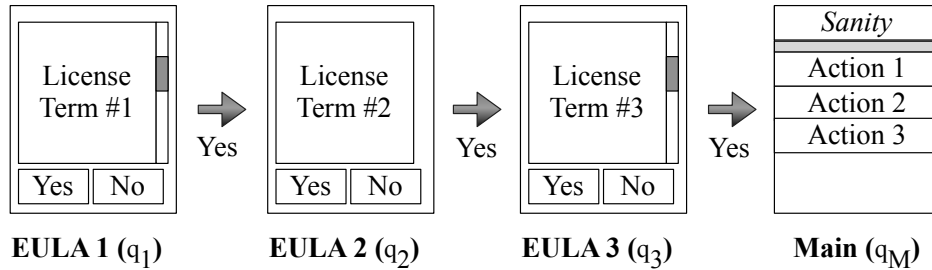 License
Term #1
Yes
No
EULA 1 (q1)
Yes
License
Term #2
Yes
No
EULA 2 (q2)
Yes
License
Term #3
Yes
No
EULA 3 (q3)
Yes
Sanity
Action 1
Action 2
Action 3
Main (qM)